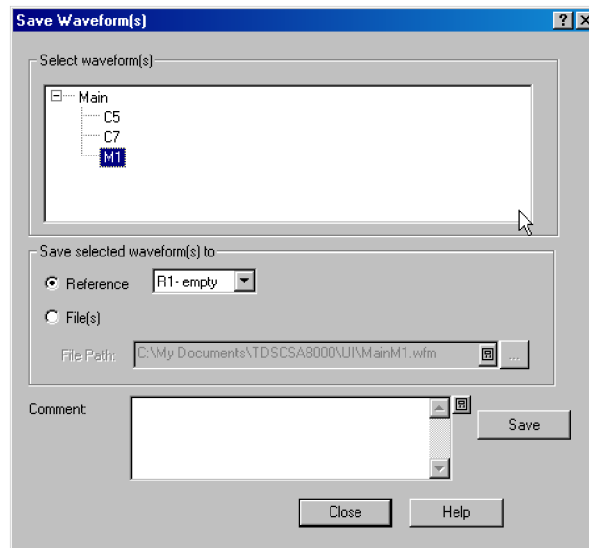 Save Waveform(s)
Select waveform(s)
Main
C5
C7
M1
Save selected waveform(s) to
Reference R1- empty
File(s)
File Path: C:\My Documents\TDSCSA8000\UI\MainM1.wfm ...
Comment
Save
Close Help